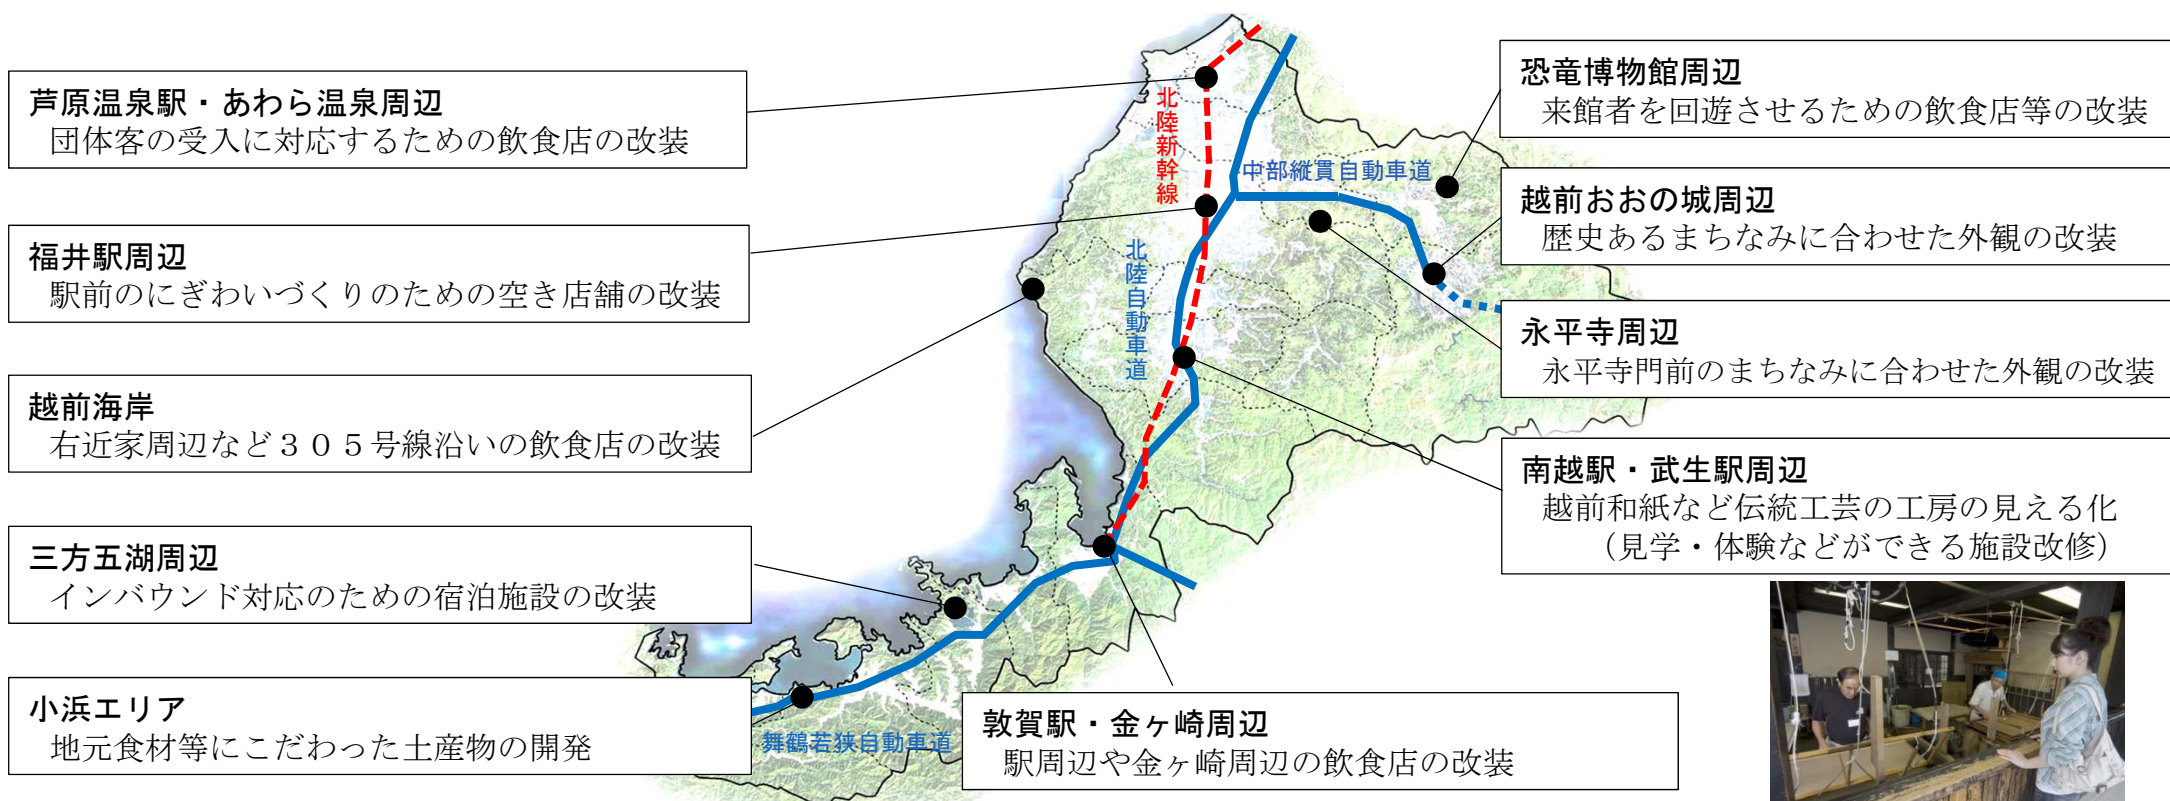 芦原温泉駅・あわら温泉周辺
団体客の受入に対応するための飲食店の改装
福井駅周辺
駅前のにぎわいづくりのための空き店舗の改装
越前海岸
右近家周辺など３０５号線沿いの飲食店の改装
三方五湖周辺
インバウンド対応のための宿泊施設の改装
小浜エリア
地元食材等にこだわった土産物の開発
北陸新幹線
中部縦貫自動車道
北陸自動車道
舞鶴若狭自動車道
恐竜博物館周辺
来館者を回遊させるための飲食店等の改装
越前おおの城周辺
歴史あるまちなみに合わせた外観の改装
永平寺周辺
永平寺門前のまちなみに合わせた外観の改装
南越駅・武生駅周辺
越前和紙など伝統工芸の工房の見える化
（見学・体験などができる施設改修）
敦賀駅・金ヶ崎周辺
駅周辺や金ヶ崎周辺の飲食店の改装